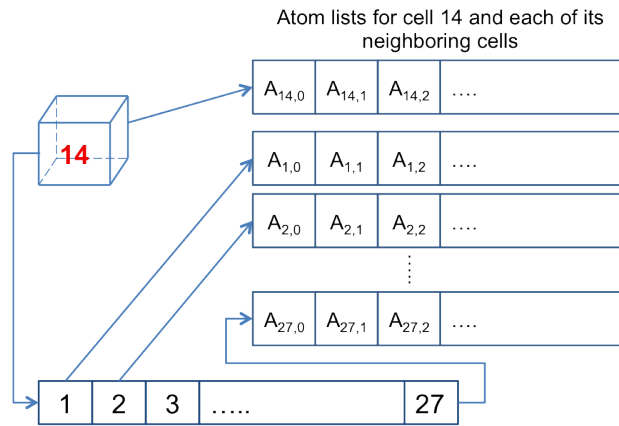 Atom lists for cell 14 and each of its
neighboring cells
A14,0 A14,1 A14,2 ....
14
A1,0 A1,1 A1,2 ....
A2,0 A2,1 A2,2 ....
......
A27,0 A27,1 A27,2 ....
1 2 3 ..... 27